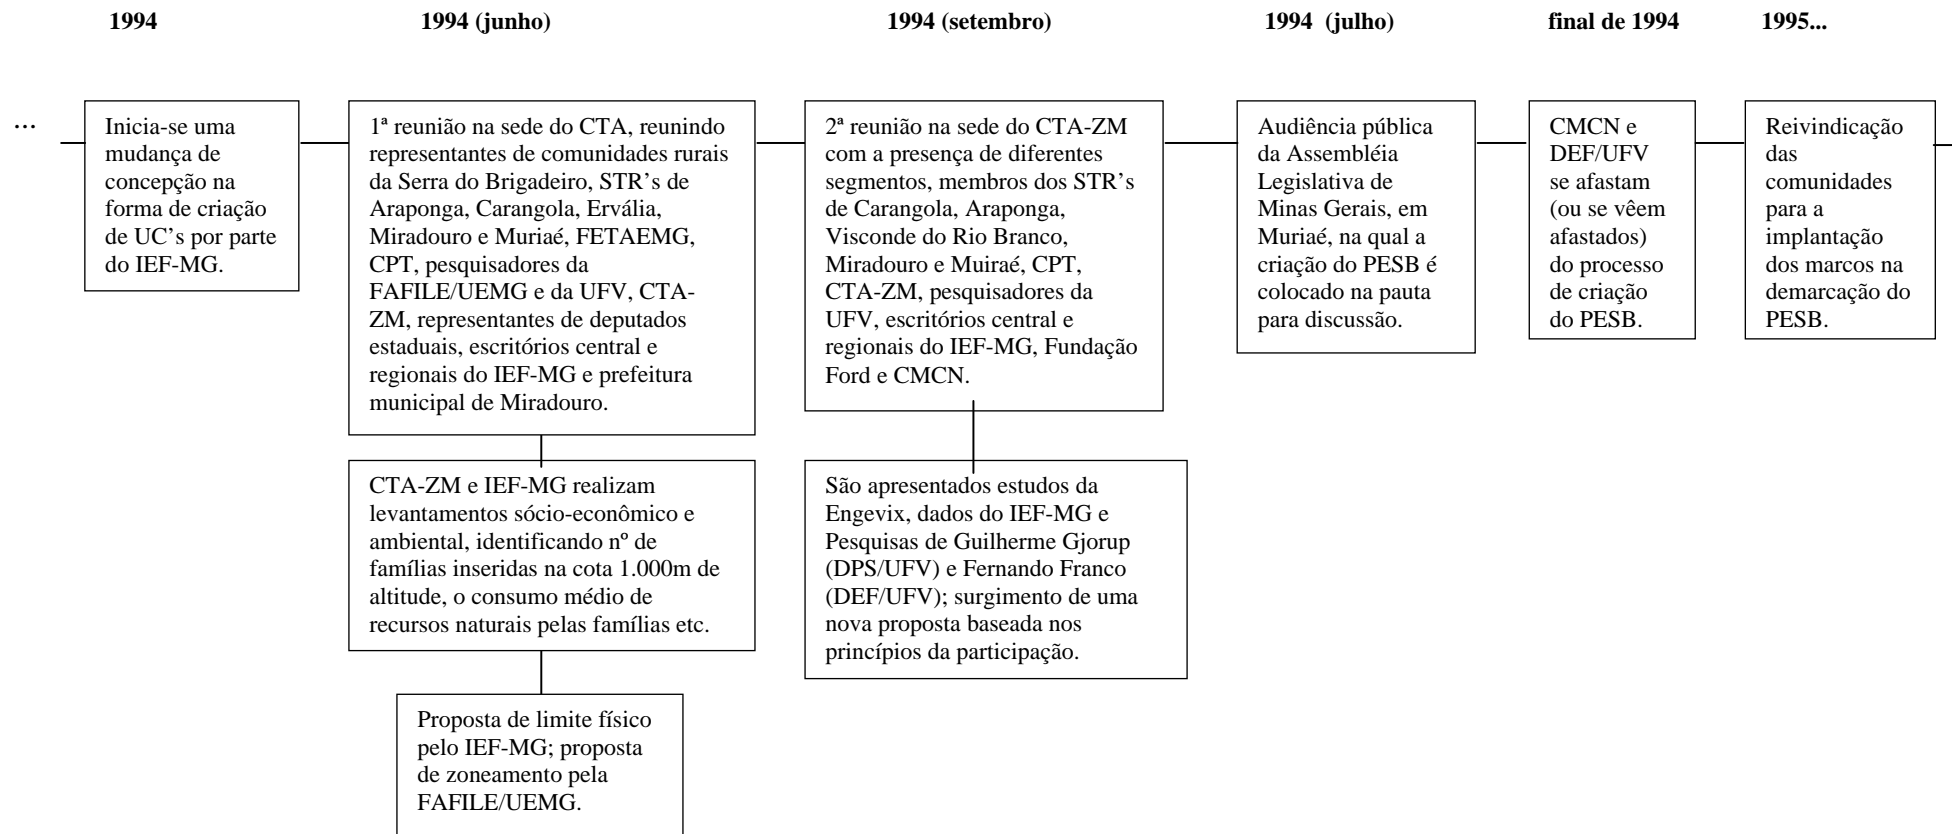 1994
1994 (junho)
1994 (setembro)
1994 (julho)
final de 1994
1995...
...
Inicia-se uma
mudança de
concepção na
forma de criação
de UC's por parte
do IEF-MG.
1ª reunião na sede do CTA, reunindo
representantes de comunidades rurais
da Serra do Brigadeiro, STR's de
Araponga, Carangola, Ervália,
Miradouro e Muriaé, FETAEMG,
CPT, pesquisadores da
FAFILE/UEMG e da UFV, CTA-
ZM, representantes de deputados
estaduais, escritórios central e
regionais do IEF-MG e prefeitura
municipal de Miradouro.
CTA-ZM e IEF-MG realizam
levantamentos sócio-econômico e
ambiental, identificando nº de
famílias inseridas na cota 1.000m de
altitude, o consumo médio de
recursos naturais pelas famílias etc.
Proposta de limite físico
pelo IEF-MG; proposta
de zoneamento pela
FAFILE/UEMG.
2ª reunião na sede do CTA-ZM
com a presença de diferentes
segmentos, membros dos STR's
de Carangola, Araponga,
Visconde do Rio Branco,
Miradouro e Muiraé, CPT,
CTA-ZM, pesquisadores da
UFV, escritórios central e
regionais do IEF-MG, Fundação
Ford e CMCN.
São apresentados estudos da
Engevix, dados do IEF-MG e
Pesquisas de Guilherme Gjorup
(DPS/UFV) e Fernando Franco
(DEF/UFV); surgimento de uma
nova proposta baseada nos
princípios da participação.
Audiência pública
da Assembléia
Legislativa de
Minas Gerais, em
Muriaé, na qual a
criação do PESB é
colocado na pauta
para discussão.
CMCN e
DEF/UFV
se afastam
(ou se vêem
afastados)
do processo
de criação
do PESB.
Reivindicação
das
comunidades
para a
implantação
dos marcos na
demarcação do
PESB.